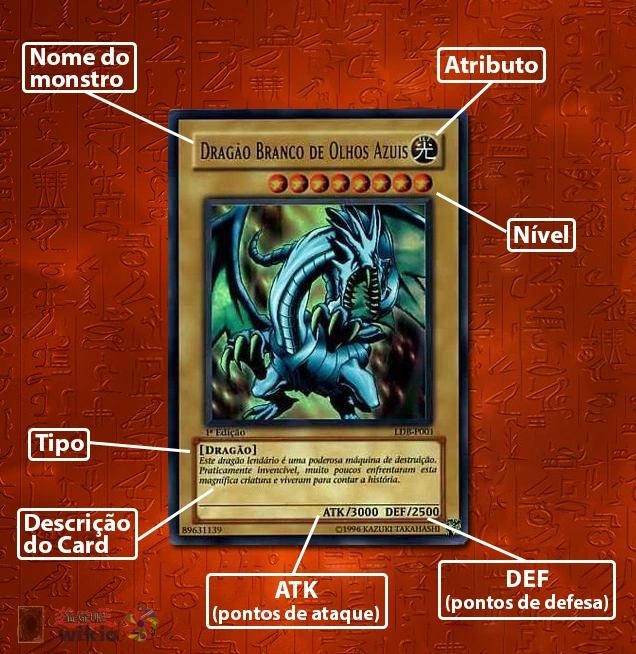 Nome do
monstro
Atributo
DRAGÃO BRANCO DE OLHOS AZUIS
光
Nível
1ª Edição
LDB-P001
Tipo
[DRAGÃO]
Este dragão lendário é uma poderosa máquina de destruição.
Praticamente invencível, muito poucos enfrentaram esta
magnífica criatura e viveram para contar a história.
Descrição
do Card
ATK/3000 DEF/2500
89631139
©1996 KAZUKI TAKAHASHI
ATK
(pontos de ataque)
DEF
(pontos de defesa)
Yu-Gi-Oh!
wikia